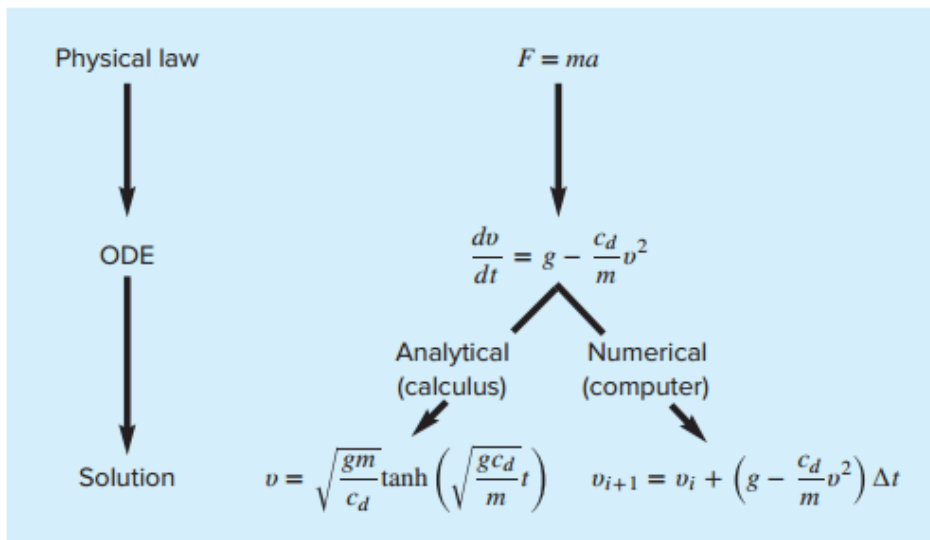 Physical law
F = ma
ODE
dv/dt = g − (c_d/m)v²
Analytical
(calculus)
Numerical
(computer)
Solution
v = √(gm/c_d) tanh (√(gc_d/m) t)
v_{i+1} = v_i + (g − (c_d/m)v²) Δt